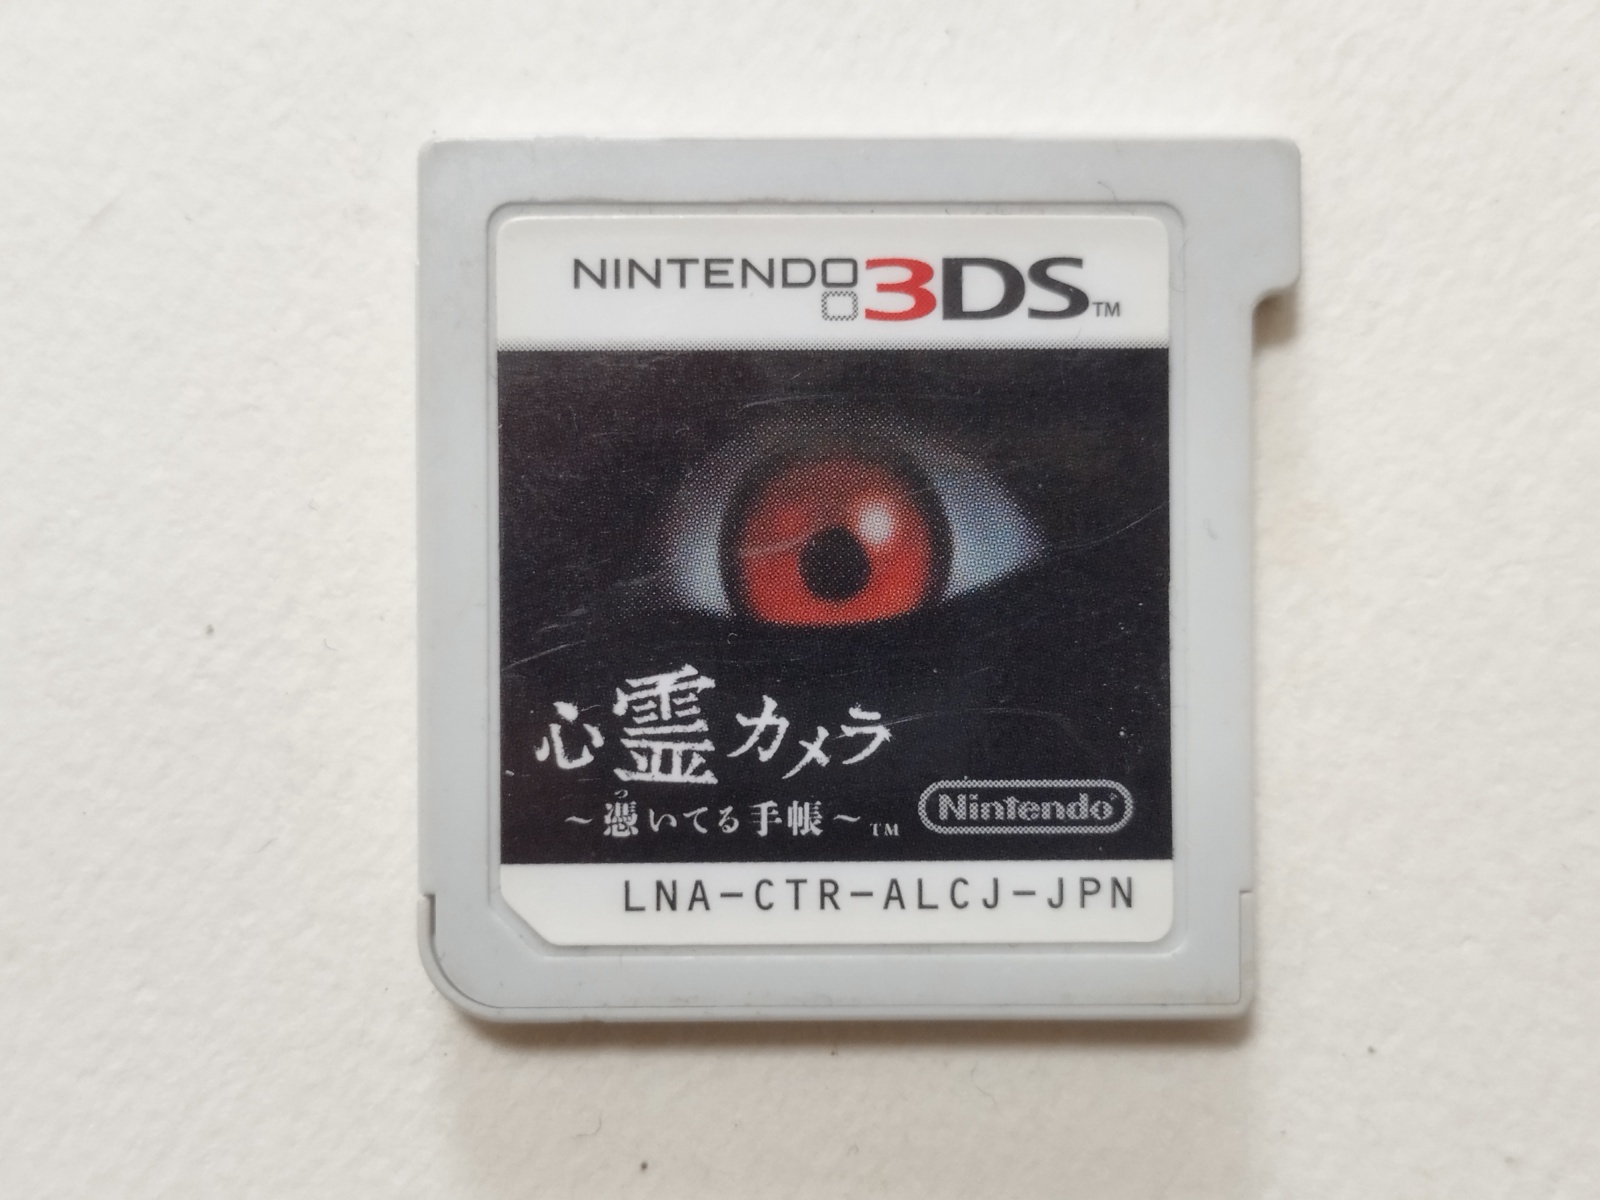 NINTENDO 3DS™
心霊カメラ
～憑いてる手帳～™
つ
Nintendo
LNA-CTR-ALCJ-JPN